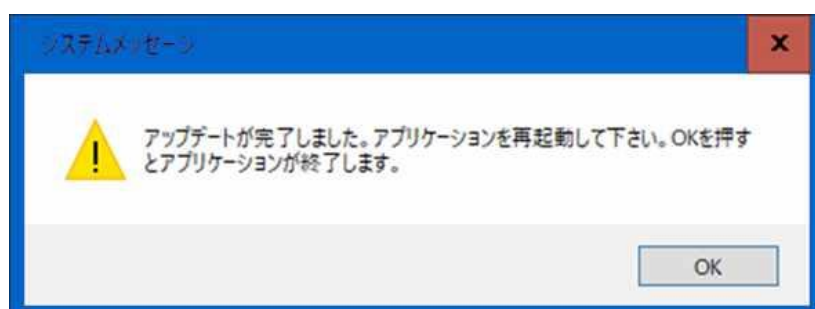 システムメッセージ
x
!
アップデートが完了しました。アプリケーションを再起動して下さい。OKを押す
とアプリケーションが終了します。
OK